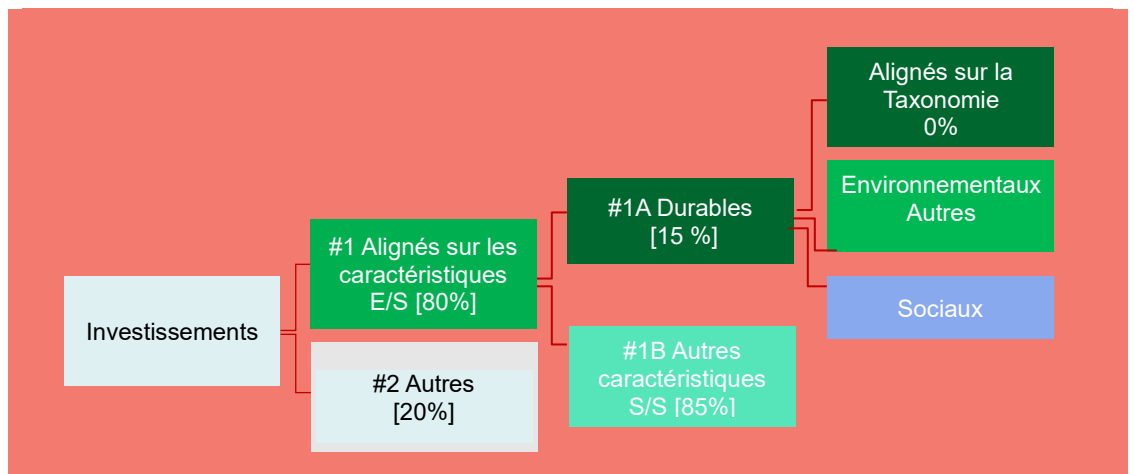 Investissements
#1 Alignés sur les
caractéristiques
E/S [80%]
#2 Autres
[20%]
#1A Durables
[15 %]
#1B Autres
caractéristiques
S/S [85%]
Alignés sur la
Taxonomie
0%
Environnementaux
Autres
Sociaux